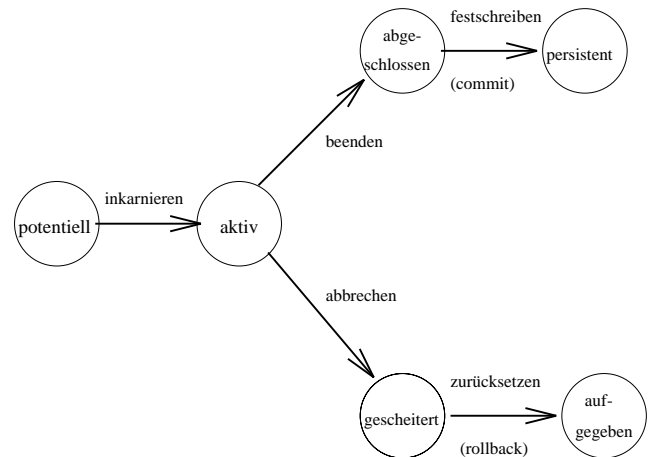 abge-
schlossen
festschreiben
(commit)
persistent
beenden
potentiell
inkarnieren
aktiv
abbrechen
gescheitert
zurücksetzen
(rollback)
auf-
gegeben